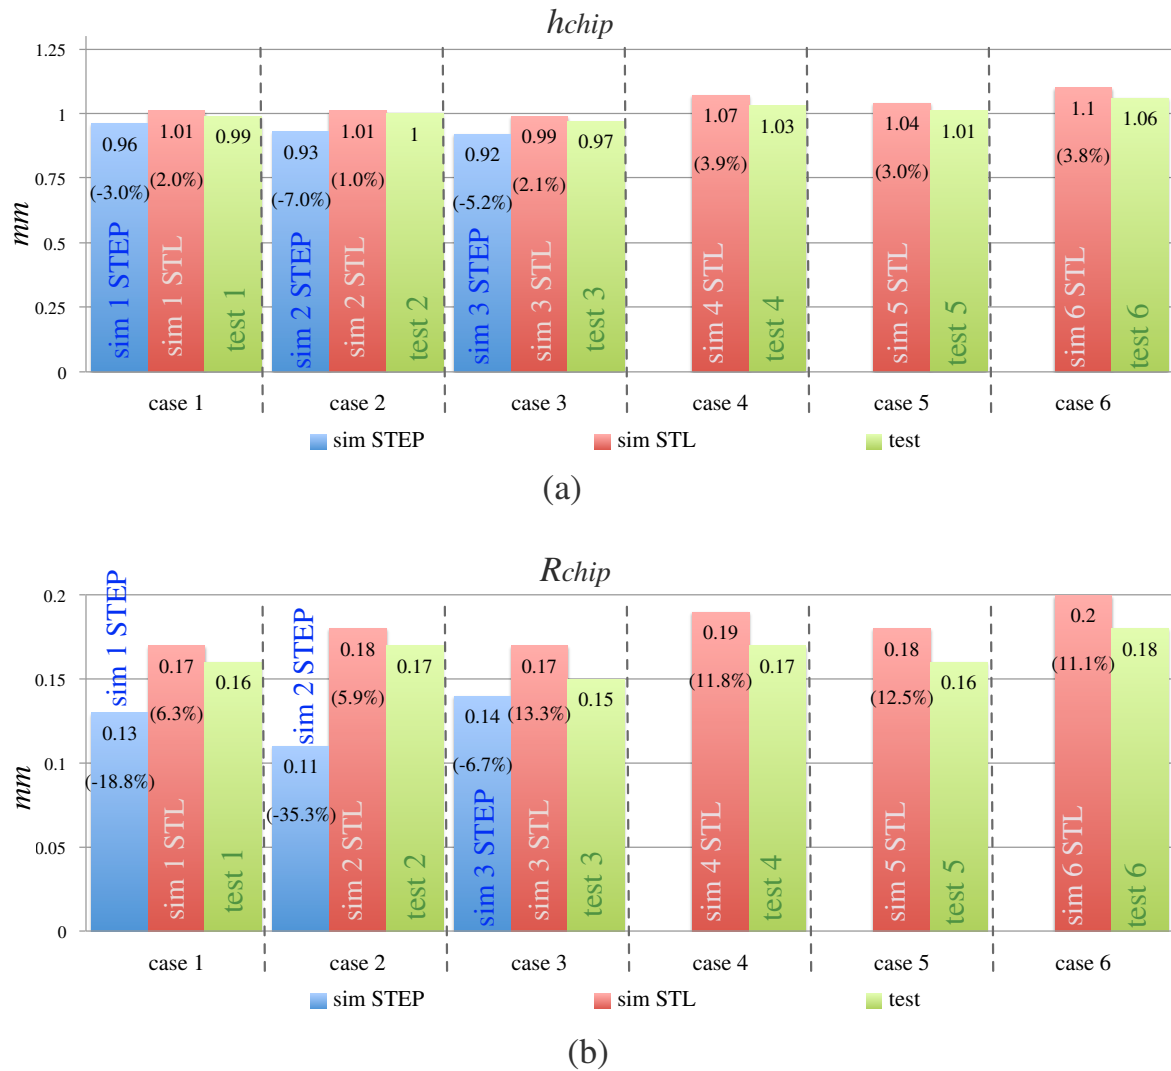 hchip
1.25
1
0.75
0.5
0.25
0
mm
0.96
(-3.0%)
sim 1 STEP
1.01
(2.0%)
sim 1 STL
0.99
test 1
0.93
(-7.0%)
sim 2 STEP
1.01
(1.0%)
sim 2 STL
1
test 2
0.92
(-5.2%)
sim 3 STEP
0.99
(2.1%)
sim 3 STL
0.97
test 3
1.07
(3.9%)
sim 4 STL
1.03
test 4
1.04
(3.0%)
sim 5 STL
1.01
test 5
1.1
(3.8%)
sim 6 STL
1.06
test 6
case 1 case 2 case 3 case 4 case 5 case 6
sim STEP sim STL test
(a)
Rchip
0.2
0.15
0.1
0.05
0
mm
sim 1 STEP
0.13
(-18.8%)
0.17
(6.3%)
sim 1 STL
0.16
test 1
sim 2 STEP
0.11
(-35.3%)
0.18
(5.9%)
sim 2 STL
0.17
test 2
0.14
(-6.7%)
sim 3 STEP
0.17
(13.3%)
sim 3 STL
0.15
test 3
0.19
(11.8%)
sim 4 STL
0.17
test 4
0.18
(12.5%)
sim 5 STL
0.16
test 5
0.2
(11.1%)
sim 6 STL
0.18
test 6
case 1 case 2 case 3 case 4 case 5 case 6
sim STEP sim STL test
(b)